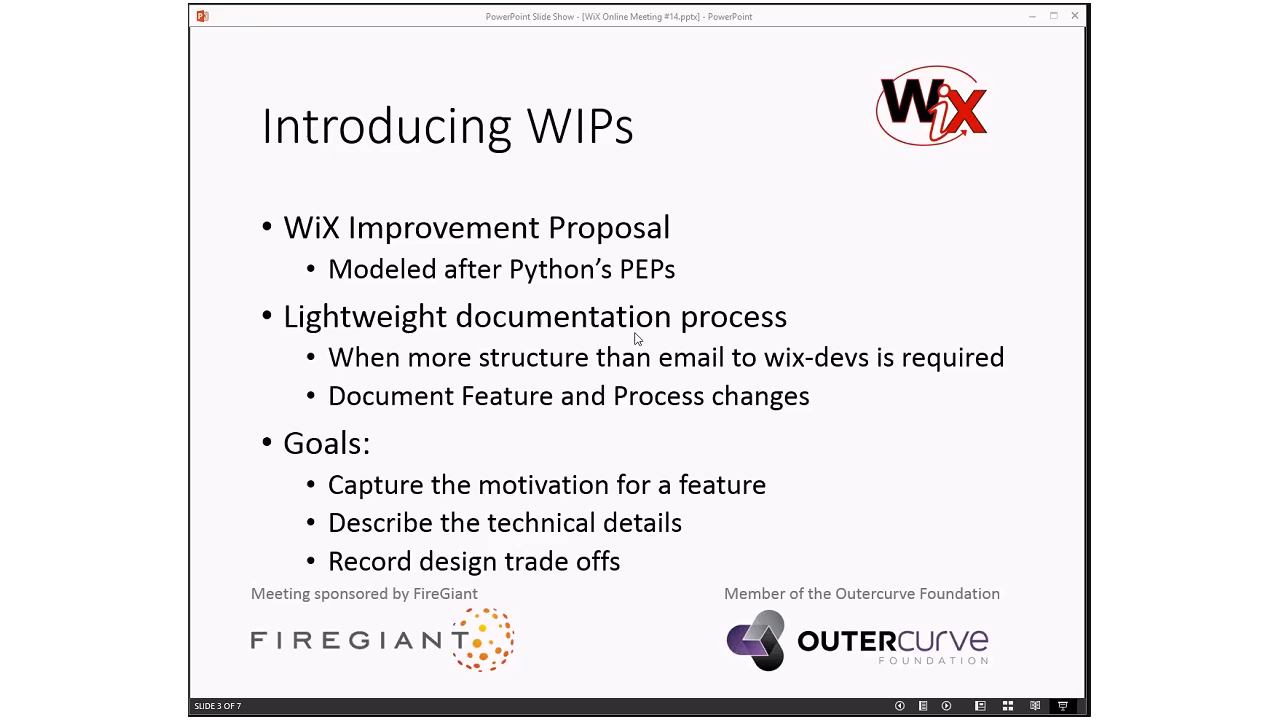 PowerPoint Slide Show - [WiX Online Meeting #14.pptx] - PowerPoint
WiX
Introducing WIPs
• WiX Improvement Proposal
• Modeled after Python's PEPs
• Lightweight documentation process
• When more structure than email to wix-devs is required
• Document Feature and Process changes
• Goals:
• Capture the motivation for a feature
• Describe the technical details
• Record design trade offs
Meeting sponsored by FireGiant
Member of the Outercurve Foundation
FIREGIANT
OUTERCURVE
FOUNDATION
SLIDE 3 OF 7